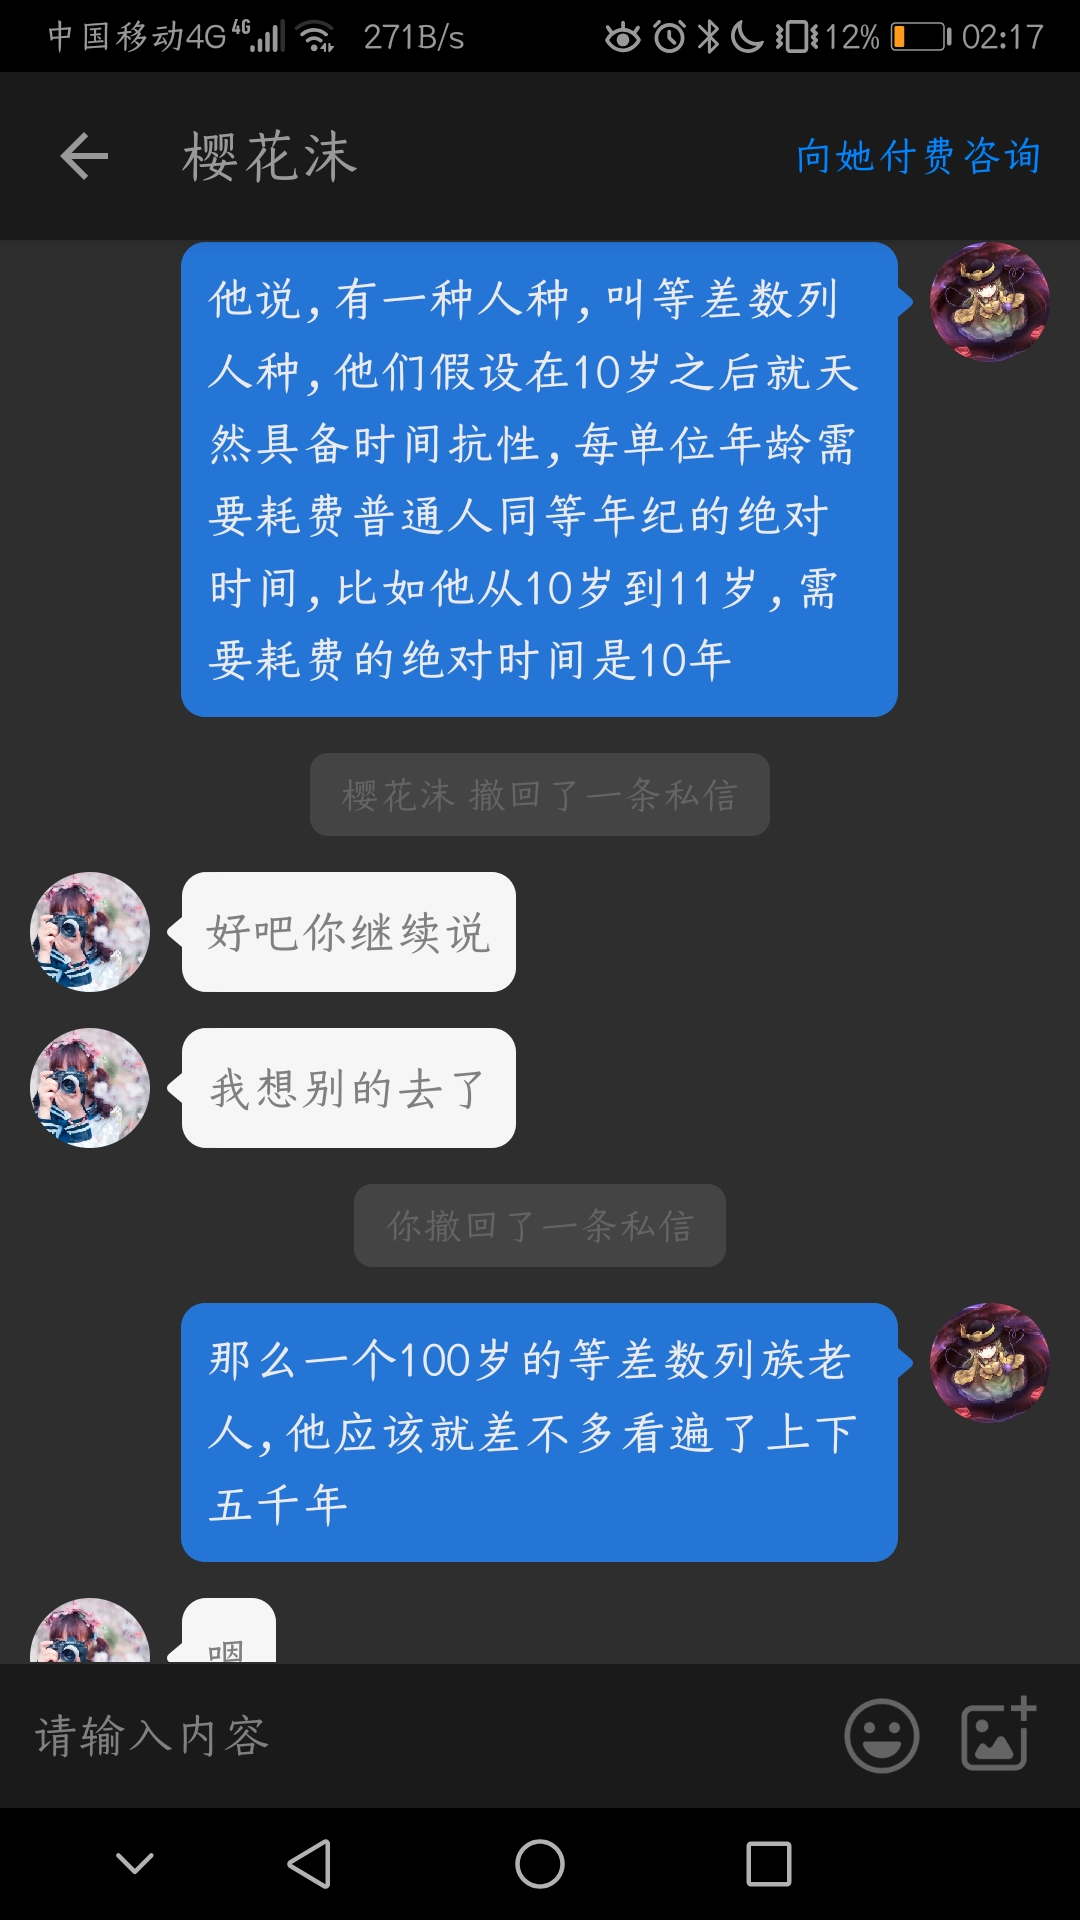 中国移动4G 4G 271B/s 12% 02:17
樱花沫 向她付费咨询
他说,有一种人种,叫等差数列
人种,他们假设在10岁之后就天
然具备时间抗性,每单位年龄需
要耗费普通人同等年纪的绝对
时间,比如他从10岁到11岁,需
要耗费的绝对时间是10年
樱花沫 撤回了一条私信
好吧你继续说
我想别的去了
你撤回了一条私信
那么一个100岁的等差数列族老
人,他应该就差不多看遍了上下
五千年
嗯
请输入内容